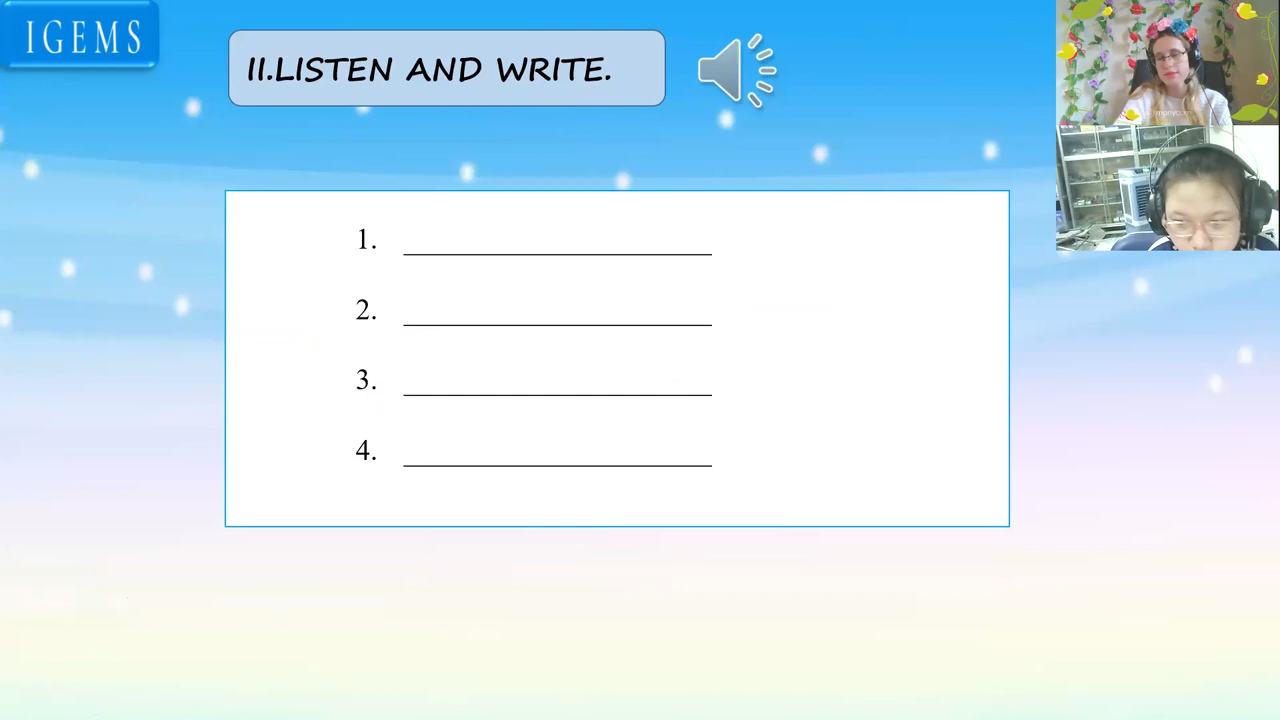 IGEMS
II.LISTEN AND WRITE.
1.
2.
3.
4.